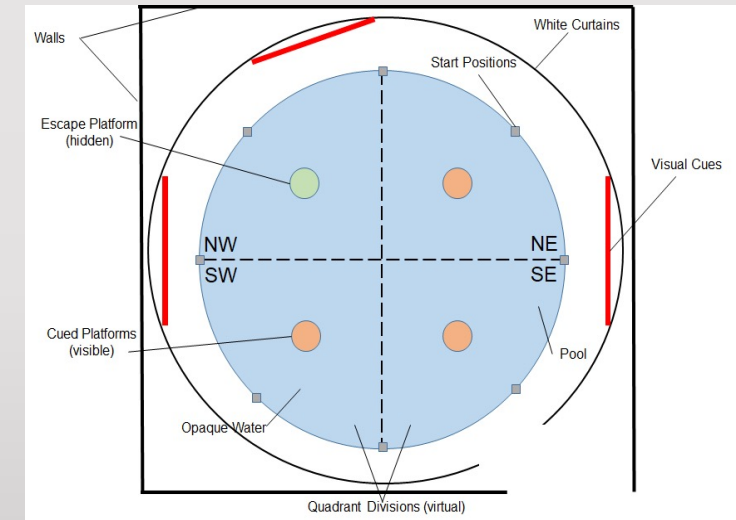 White Curtains
Walls
Start Positions
Escape Platform
(hidden)
Visual Cues
NW
NE
SW
SE
Cued Platforms
(visible)
Pool
Opaque Water
Quadrant Divisions (virtual)